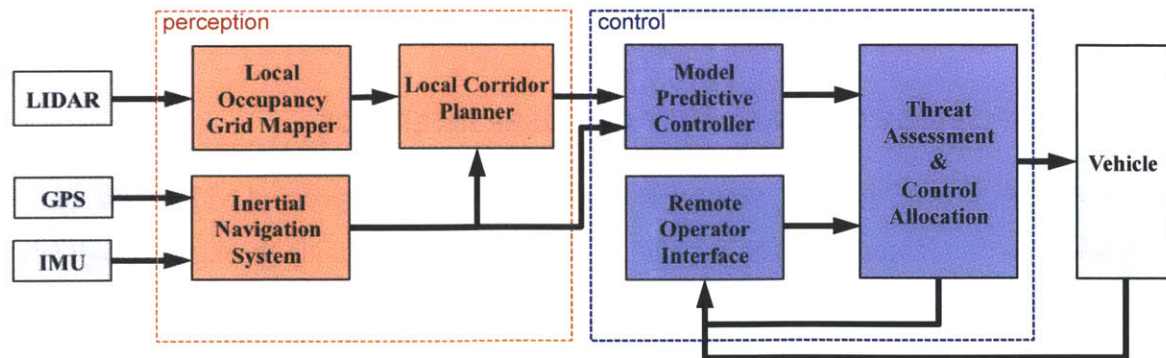 perception
control
LIDAR
Local
Occupancy
Grid Mapper
Local Corridor
Planner
Model
Predictive
Controller
Threat
Assessment
&
Control
Allocation
Vehicle
GPS
IMU
Inertial
Navigation
System
Remote
Operator
Interface